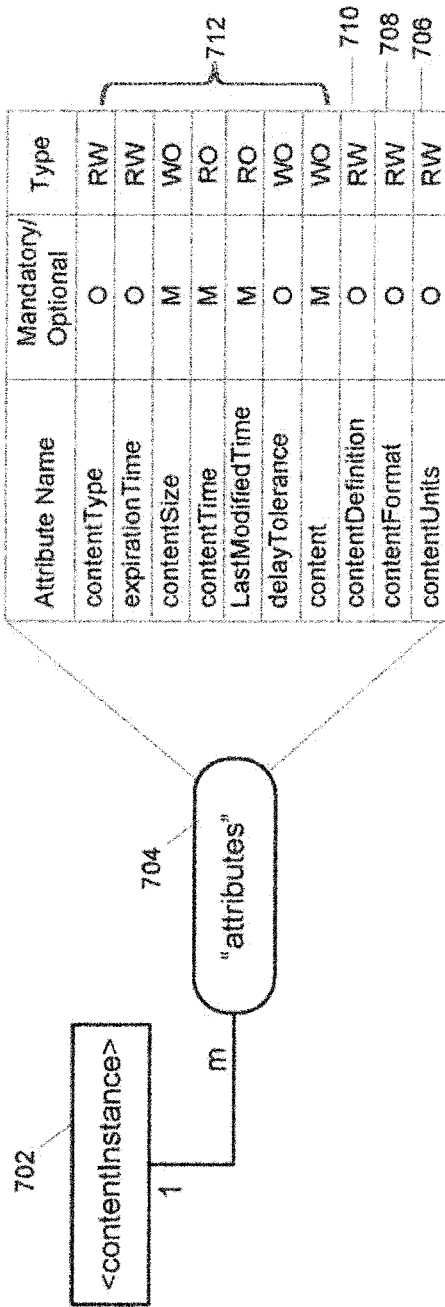 702
<contentInstance>
1
m
704
"attributes"
Attribute Name Mandatory/ Optional Type
contentType O RW
expirationTime O RW
contentSize M WO
contentTime M RO
LastModifiedTime M RO
delayTolerance O WO
content M WO
contentDefinition O RW
contentFormat O RW
contentUnits O RW
712
710
708
706